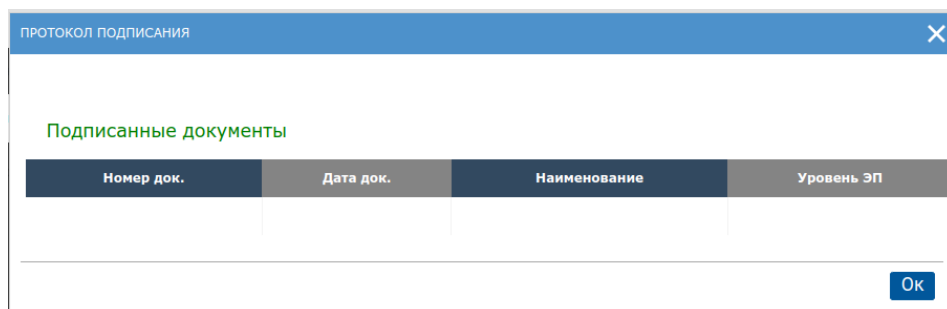 ПРОТОКОЛ ПОДПИСАНИЯ
Подписанные документы
Номер док. Дата док. Наименование Уровень ЭП
Ок